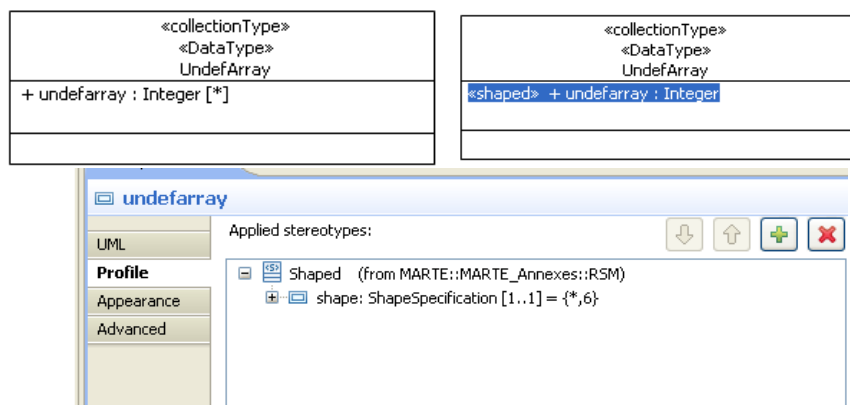 «collectionType»
«DataType»
UndefArray
+ undefarray : Integer [*]
«collectionType»
«DataType»
UndefArray
«shaped» + undefarray : Integer
undefarray
UML
Profile
Appearance
Advanced
Applied stereotypes:
Shaped (from MARTE::MARTE_Annexes::RSM)
shape: ShapeSpecification [1..1] = {*,6}